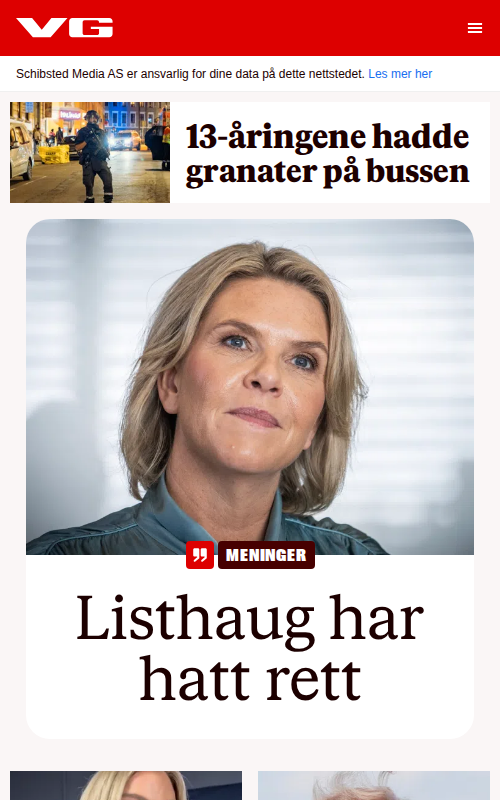 VG
Schibsted Media AS er ansvarlig for dine data på dette nettstedet. Les mer her
13-åringene hadde
granater på bussen
MENINGER
Listhaug har
hatt rett